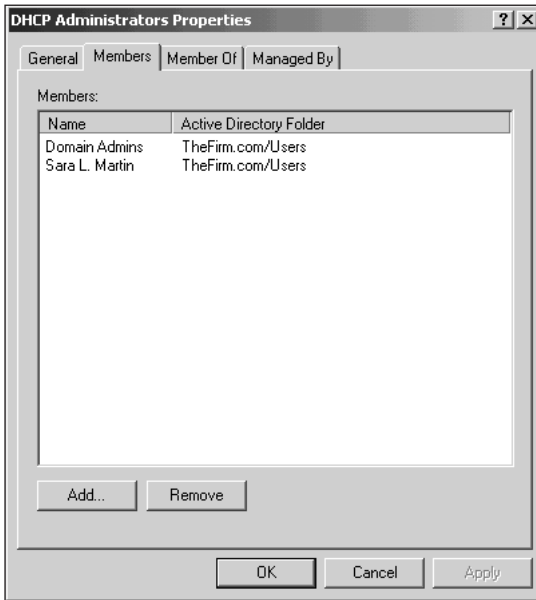 DHCP Administrators Properties
General Members Member Of Managed By
Members:
Name Active Directory Folder
Domain Admins TheFirm.com/Users
Sara L. Martin TheFirm.com/Users
Add... Remove
OK Cancel Apply